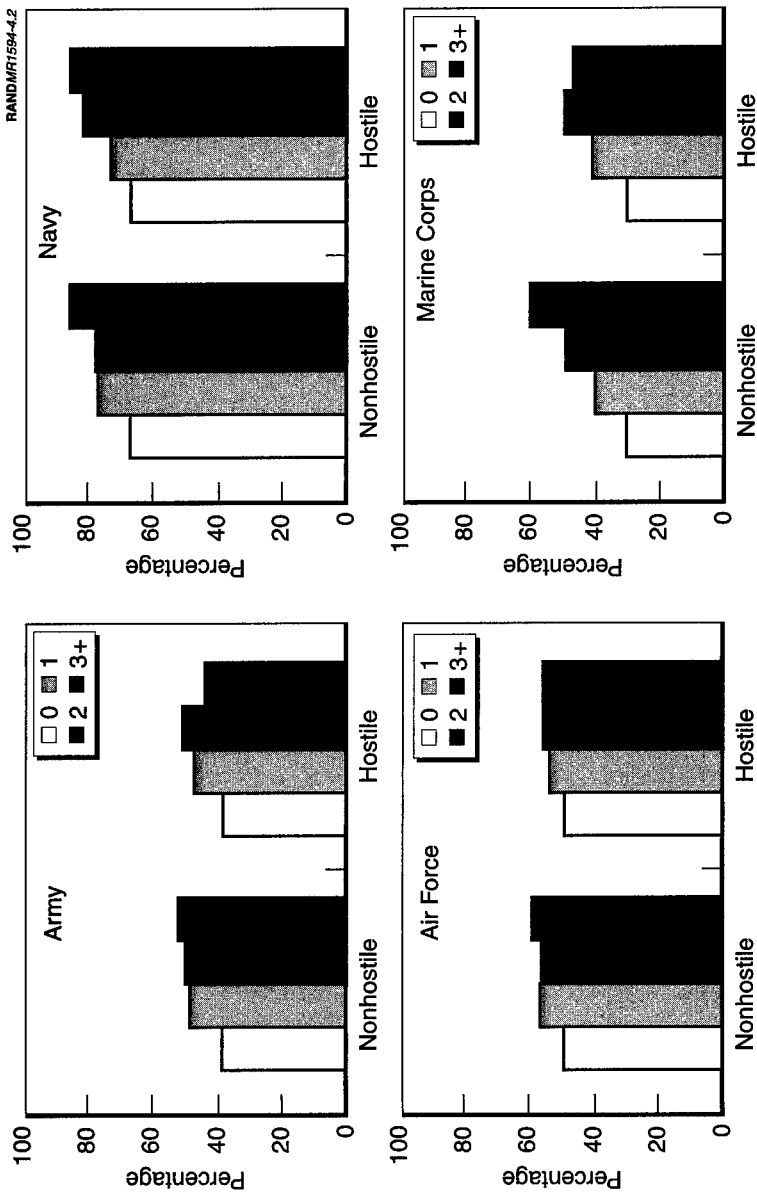 RANDMR1594-4.2
Army
0 1
2 3+
Percentage
100
80
60
40
20
0
Nonhostile
Hostile
Navy
Percentage
100
80
60
40
20
0
Nonhostile
Hostile
Air Force
0 1
2 3+
Percentage
100
80
60
40
20
0
Nonhostile
Hostile
Marine Corps
0 1
2 3+
Percentage
100
80
60
40
20
0
Nonhostile
Hostile